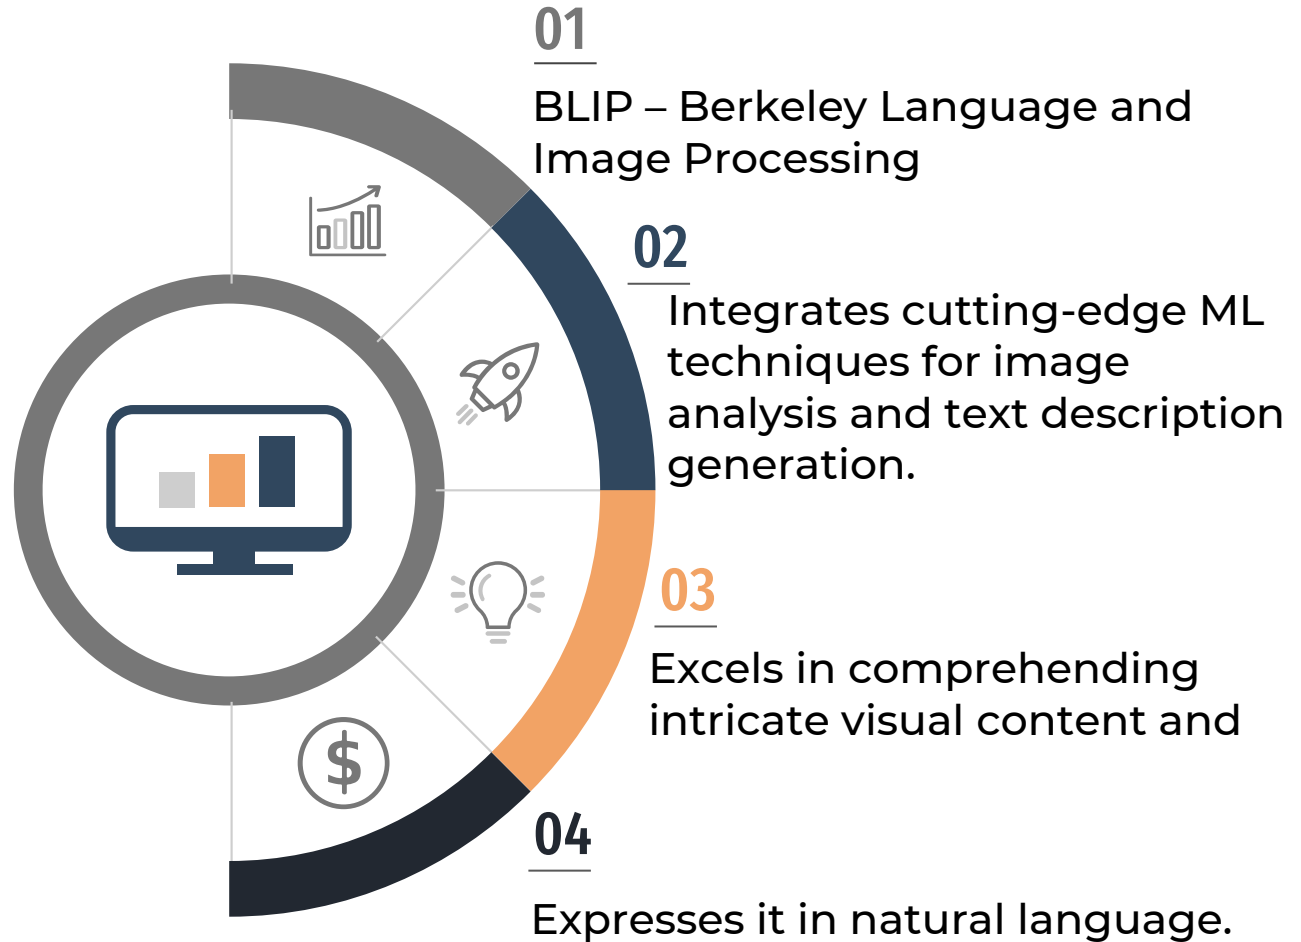 01
BLIP – Berkeley Language and
Image Processing
02
Integrates cutting-edge ML
techniques for image
analysis and text description
generation.
03
Excels in comprehending
intricate visual content and
$
04
Expresses it in natural language.